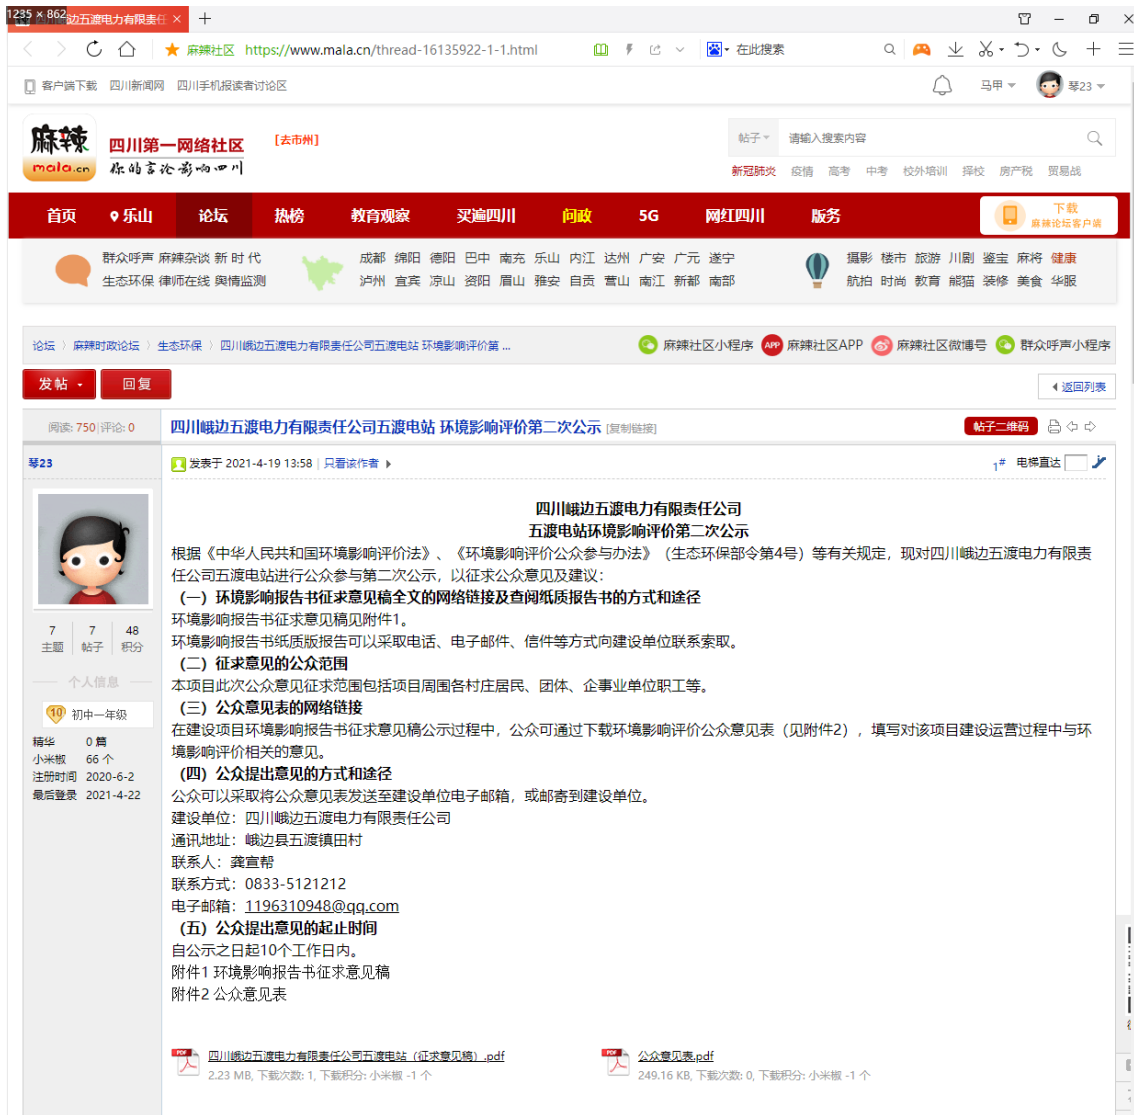 1235 × 862
边五渡电力有限责任
麻辣社区 https://www.mala.cn/thread-16135922-1-1.html 在此搜索
客户端下载 四川新闻网 四川手机报读者讨论区 马甲 琴23
麻辣
mala.cn
四川第一网络社区
你的言论影响四川
[去市州]
帖子 请输入搜索内容
新冠肺炎 疫情 高考 中考 校外培训 择校 房产税 贸易战
首页 乐山 论坛 热榜 教育观察 买遍四川 问政 5G 网红四川 版务
下载
麻辣论坛客户端
群众呼声 麻辣杂谈 新 时 代
生态环保 律师在线 舆情监测
成都 绵阳 德阳 巴中 南充 乐山 内江 达州 广安 广元 遂宁
泸州 宜宾 凉山 资阳 眉山 雅安 自贡 营山 南江 新都 南部
摄影 楼市 旅游 川剧 鉴宝 麻将 健康
航拍 时尚 教育 熊猫 装修 美食 华服
论坛 〉 麻辣时政论坛 〉 生态环保 〉 四川峨边五渡电力有限责任公司五渡电站 环境影响评价第 ...
麻辣社区小程序 APP 麻辣社区APP 麻辣社区微博号 群众呼声小程序
发帖 回复 返回列表
阅读: 750|评论: 0
四川峨边五渡电力有限责任公司五渡电站 环境影响评价第二次公示 [复制链接]
帖子二维码
琴23
发表于 2021-4-19 13:58 | 只看该作者
1# 电梯直达
四川峨边五渡电力有限责任公司
五渡电站环境影响评价第二次公示
根据《中华人民共和国环境影响评价法》、《环境影响评价公众参与办法》（生态环保部令第4号）等有关规定，现对四川峨边五渡电力有限责
任公司五渡电站进行公众参与第二次公示，以征求公众意见及建议：
（一）环境影响报告书征求意见稿全文的网络链接及查阅纸质报告书的方式和途径
环境影响报告书征求意见稿见附件1。
环境影响报告书纸质版报告可以采取电话、电子邮件、信件等方式向建设单位联系索取。
（二）征求意见的公众范围
本项目此次公众意见征求范围包括项目周围各村庄居民、团体、企事业单位职工等。
（三）公众意见表的网络链接
在建设项目环境影响报告书征求意见稿公示过程中，公众可通过下载环境影响评价公众意见表（见附件2），填写对该项目建设运营过程中与环
境影响评价相关的意见。
（四）公众提出意见的方式和途径
公众可以采取将公众意见表发送至建设单位电子邮箱，或邮寄到建设单位。
建设单位：四川峨边五渡电力有限责任公司
通讯地址：峨边县五渡镇田村
联系人：龚宣帮
联系方式：0833-5121212
电子邮箱：1196310948@qq.com
（五）公众提出意见的起止时间
自公示之日起10个工作日内。
附件1 环境影响报告书征求意见稿
附件2 公众意见表
7 7 48
主题 帖子 积分
个人信息
10 初中一年级
精华 0 篇
小米椒 66 个
注册时间 2020-6-2
最后登录 2021-4-22
PDF 四川峨边五渡电力有限责任公司五渡电站（征求意见稿）.pdf
2.23 MB, 下载次数: 1, 下载积分: 小米椒 -1 个
PDF 公众意见表.pdf
249.16 KB, 下载次数: 0, 下载积分: 小米椒 -1 个